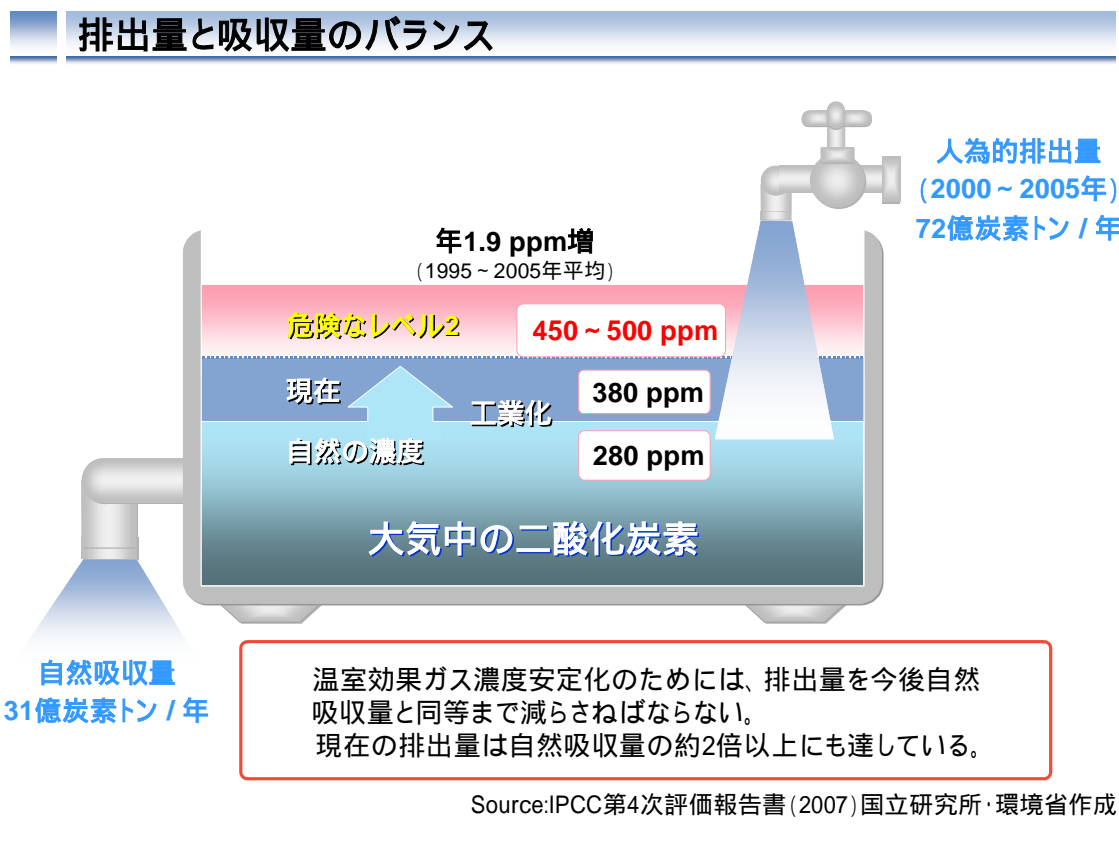 排出量と吸収量のバランス
人為的排出量
(2000~2005年)
72億炭素トン / 年
年1.9 ppm増
(1995~2005年平均)
危険なレベル2
450~500 ppm
現在
380 ppm
工業化
自然の濃度
280 ppm
大気中の二酸化炭素
自然吸収量
31億炭素トン / 年
温室効果ガス濃度安定化のためには、排出量を今後自然
吸収量と同等まで減らさねばならない。
現在の排出量は自然吸収量の約2倍以上にも達している。
Source:IPCC第4次評価報告書(2007)国立研究所・環境省作成